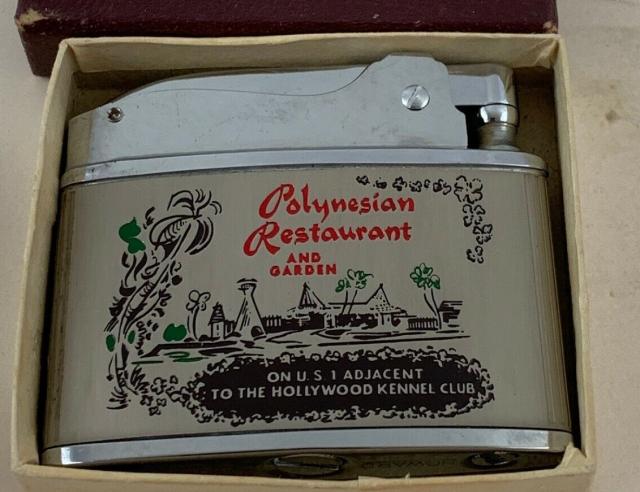 Polynesian
Restaurant
AND
GARDEN
ON U.S 1 ADJACENT
TO THE HOLLYWOOD KENNEL CLUB